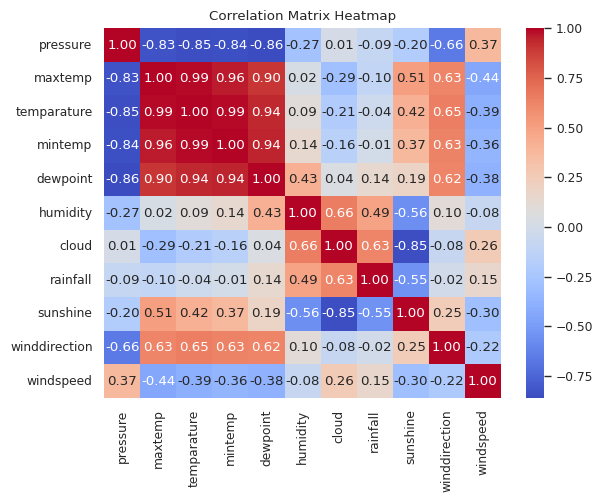 Correlation Matrix Heatmap
pressure 1.00 -0.83 -0.85 -0.84 -0.86 -0.27 0.01 -0.09 -0.20 -0.66 0.37
maxtemp -0.83 1.00 0.99 0.96 0.90 0.02 -0.29 -0.10 0.51 0.63 -0.44
temparature -0.85 0.99 1.00 0.99 0.94 0.09 -0.21 -0.04 0.42 0.65 -0.39
mintemp -0.84 0.96 0.99 1.00 0.94 0.14 -0.16 -0.01 0.37 0.63 -0.36
dewpoint -0.86 0.90 0.94 0.94 1.00 0.43 0.04 0.14 0.19 0.62 -0.38
humidity -0.27 0.02 0.09 0.14 0.43 1.00 0.66 0.49 -0.56 0.10 -0.08
cloud 0.01 -0.29 -0.21 -0.16 0.04 0.66 1.00 0.63 -0.85 -0.08 0.26
rainfall -0.09 -0.10 -0.04 -0.01 0.14 0.49 0.63 1.00 -0.55 -0.02 0.15
sunshine -0.20 0.51 0.42 0.37 0.19 -0.56 -0.85 -0.55 1.00 0.25 -0.30
winddirection -0.66 0.63 0.65 0.63 0.62 0.10 -0.08 -0.02 0.25 1.00 -0.22
windspeed 0.37 -0.44 -0.39 -0.36 -0.38 -0.08 0.26 0.15 -0.30 -0.22 1.00
pressure maxtemp temparature mintemp dewpoint humidity cloud rainfall sunshine winddirection windspeed
1.00
0.75
0.50
0.25
0.00
−0.25
−0.50
−0.75